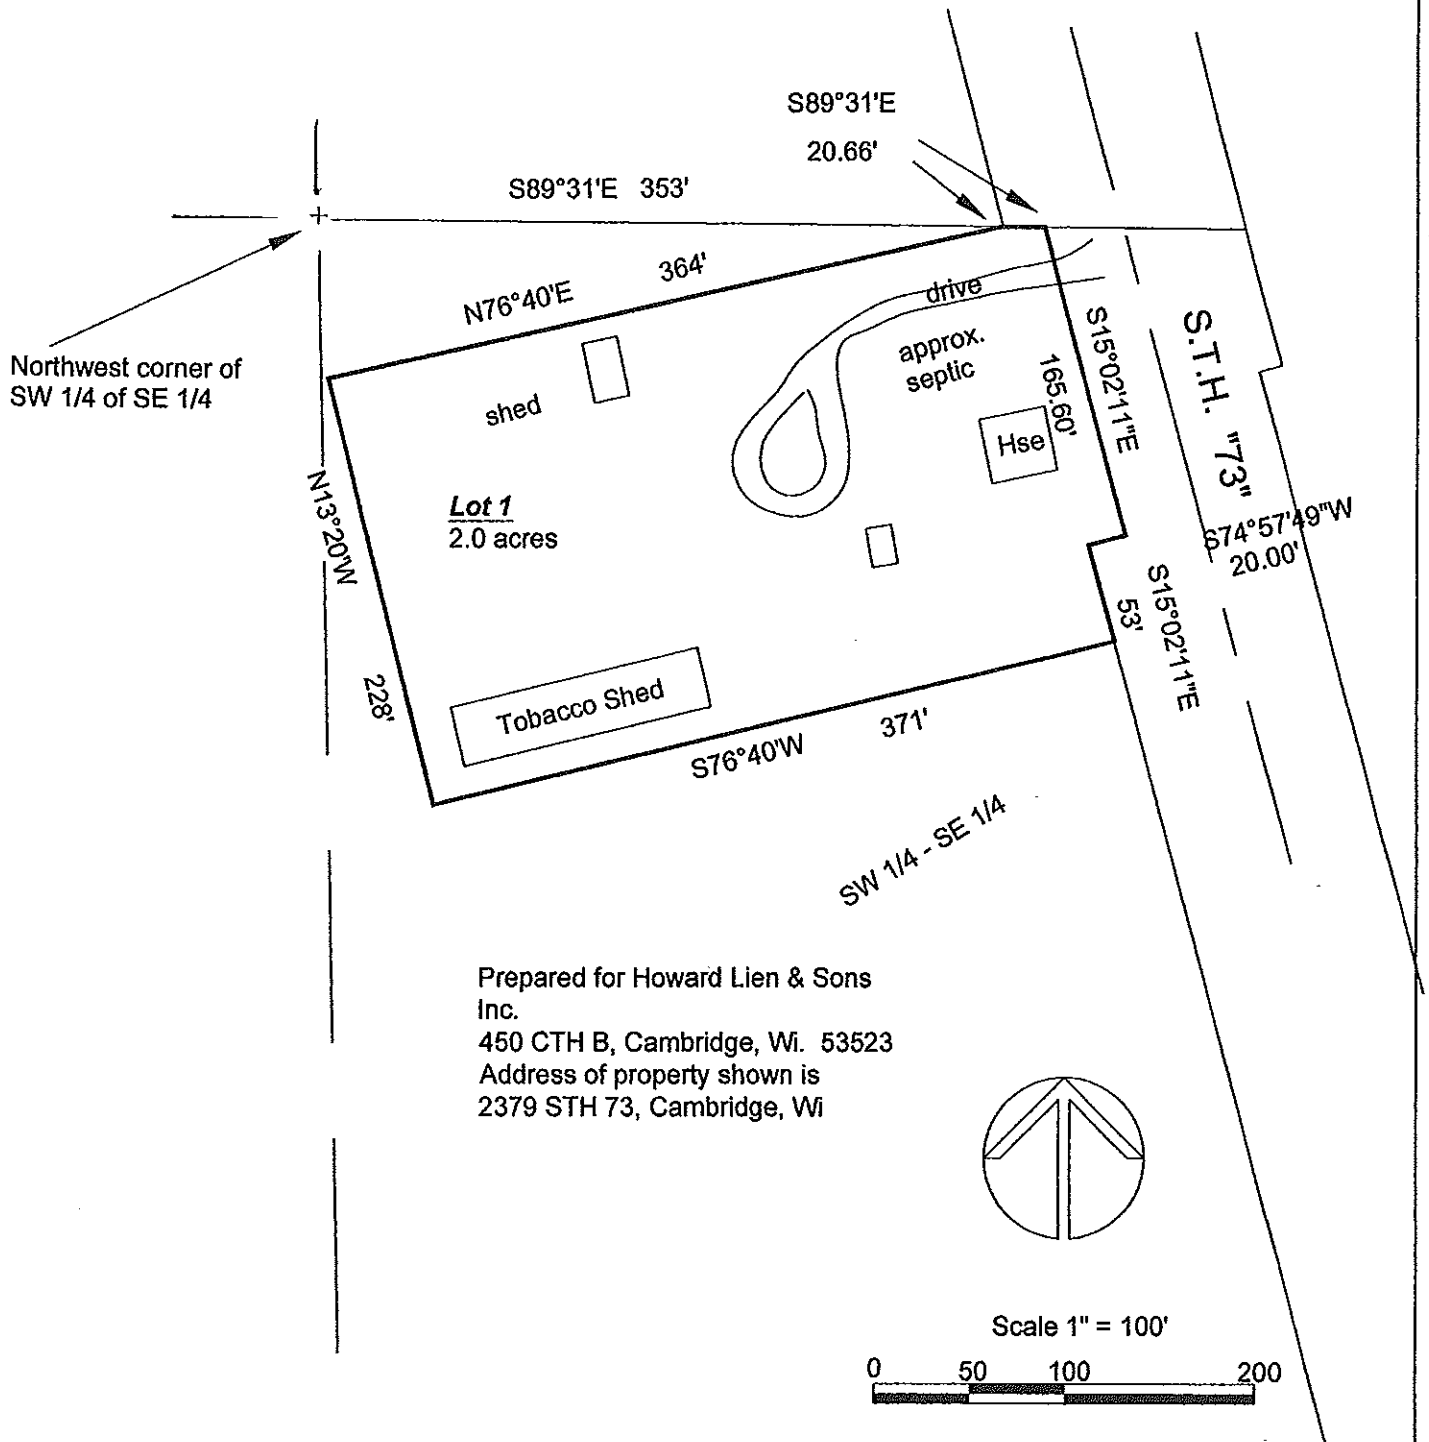 S89°31'E
20.66'
S89°31'E 353'
364'
N76°40'E
drive
Northwest corner of
SW 1/4 of SE 1/4
approx.
septic
shed
S15°02'11"E
165.60'
S.T.H. "73"
Hse
N13°20'W
Lot 1
2.0 acres
S74°57'49"W
20.00'
53'
S15°02'11"E
228'
Tobacco Shed
371'
S76°40'W
SW 1/4 - SE 1/4
Prepared for Howard Lien & Sons
Inc.
450 CTH B, Cambridge, Wi. 53523
Address of property shown is
2379 STH 73, Cambridge, Wi
Scale 1" = 100'
0 50 100 200